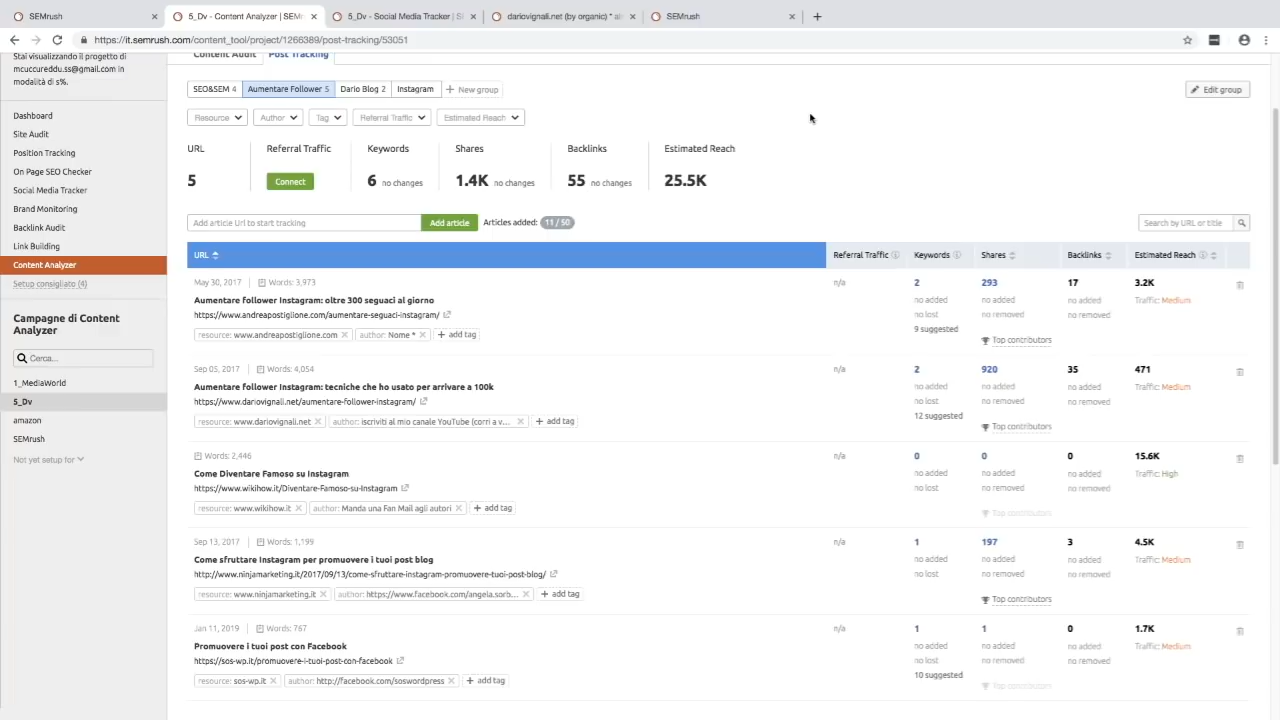 SEMrush
5_Dv - Content Analyzer | SEMr
5_Dv - Social Media Tracker | SE
dariovignali.net (by organic) * all
SEMrush
https://it.semrush.com/content_tool/project/1266389/post-tracking/53051
Stai visualizzando il progetto di
mcuccureddu.ss@gmail.com in
modalità di s%.
Dashboard
Site Audit
Position Tracking
On Page SEO Checker
Social Media Tracker
Brand Monitoring
Backlink Audit
Link Building
Content Analyzer
Setup consigliato (4)
Campagne di Content
Analyzer
Cerca...
1_MediaWorld
5_Dv
amazon
SEMrush
Not yet setup for
Content Audit Post Tracking
SEO&SEM 4 Aumentare Follower 5 Dario Blog 2 Instagram + New group Edit group
Resource Author Tag Referral Traffic Estimated Reach
URL Referral Traffic Keywords Shares Backlinks Estimated Reach
5 Connect 6 no changes 1.4K no changes 55 no changes 25.5K
Add article Url to start tracking Add article Articles added: 11 / 50 Search by URL or title
URL Referral Traffic Keywords Shares Backlinks Estimated Reach
May 30, 2017 Words: 3,973 n/a 2 293 17 3.2K
Aumentare follower Instagram: oltre 300 seguaci al giorno no added no added no added Traffic: Medium
https://www.andreapostiglione.com/aumentare-seguaci-instagram/ no lost no removed no removed
9 suggested
resource: www.andreapostiglione.com author: Nome * + add tag Top contributors
Sep 05, 2017 Words: 4,054 n/a 2 920 35 471
Aumentare follower Instagram: tecniche che ho usato per arrivare a 100k no added no added no added Traffic: Medium
https://www.dariovignali.net/aumentare-follower-instagram/ no lost no removed no removed
12 suggested
resource: www.dariovignali.net author: iscriviti al mio canale YouTube (corri a v... + add tag Top contributors
Words: 2,446 n/a 0 0 0 15.6K
Come Diventare Famoso su Instagram no added no added no added Traffic: High
https://www.wikihow.it/Diventare-Famoso-su-Instagram no lost no removed no removed
resource: www.wikihow.it author: Manda una Fan Mail agli autori + add tag Top contributors
Sep 13, 2017 Words: 1,199 n/a 1 197 3 4.5K
Come sfruttare Instagram per promuovere i tuoi post blog no added no added no added Traffic: Medium
http://www.ninjamarketing.it/2017/09/13/come-sfruttare-instagram-promuovere-tuoi-post-blog/ no lost no removed no removed
resource: www.ninjamarketing.it author: https://www.facebook.com/angela.sorb... + add tag Top contributors
Jan 11, 2019 Words: 767 n/a 1 1 0 1.7K
Promuovere i tuoi post con Facebook no added no added no added Traffic: Medium
https://sos-wp.it/promuovere-i-tuoi-post-con-facebook no lost no removed no removed
10 suggested
resource: sos-wp.it author: http://facebook.com/soswordpress + add tag Top contributors